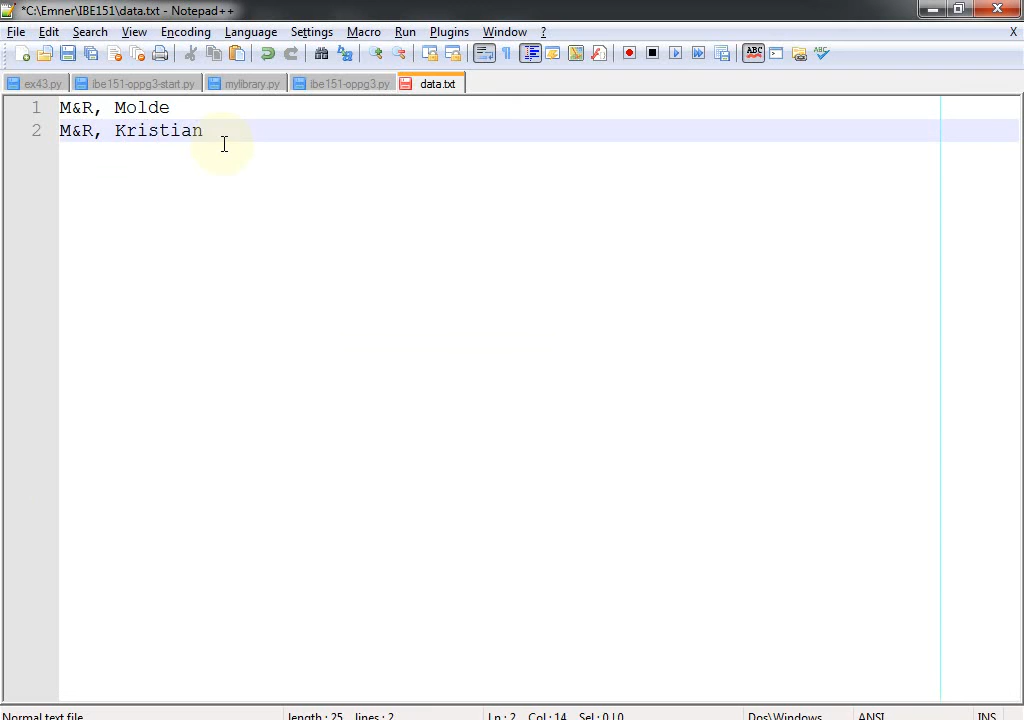 *C:\Emner\IBE151\data.txt - Notepad++
File Edit Search View Encoding Language Settings Macro Run Plugins Window ? X
ex43.py ibe151-oppg3-start.py mylibrary.py ibe151-oppg3.py data.txt
1 M&R, Molde
2 M&R, Kristian
Normal text file length : 25 lines : 2 Ln : 2 Col : 14 Sel : 0 | 0 Dos\Windows ANSI INS